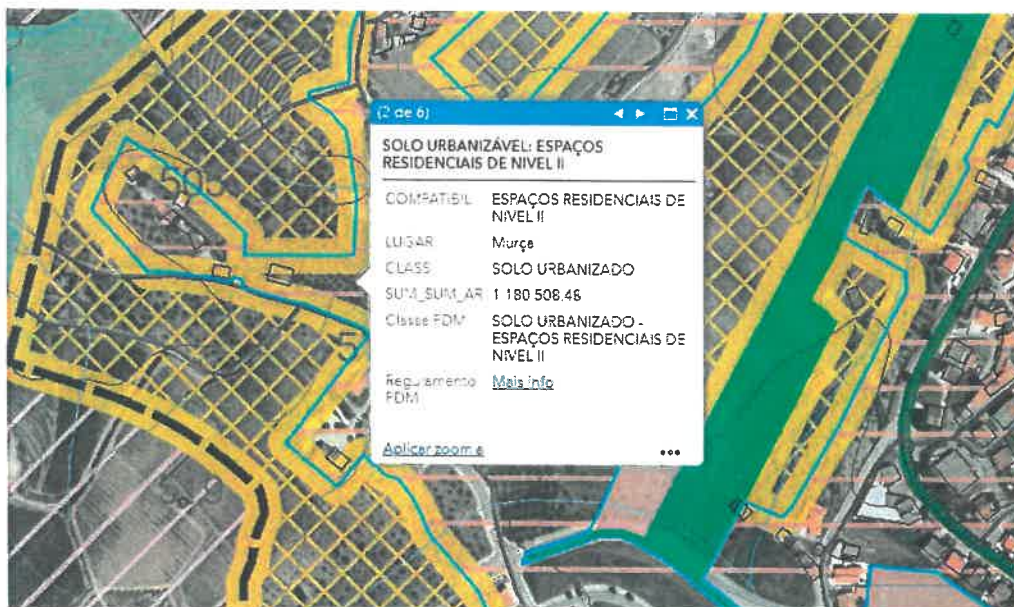 (2 de 6)
SOLO URBANIZÁVEL: ESPAÇOS
RESIDENCIAIS DE NIVEL II
COMPATIBIL ESPAÇOS RESIDENCIAIS DE
NIVEL II
LUGAR Murça
CLASS SOLO URBANIZADO
SUM_SUM_AR 1 180 508.48
Classe PDM SOLO URBANIZADO -
ESPAÇOS RESIDENCIAIS DE
NIVEL II
Regulamento Mais info
PDM
Aplicar zoom a